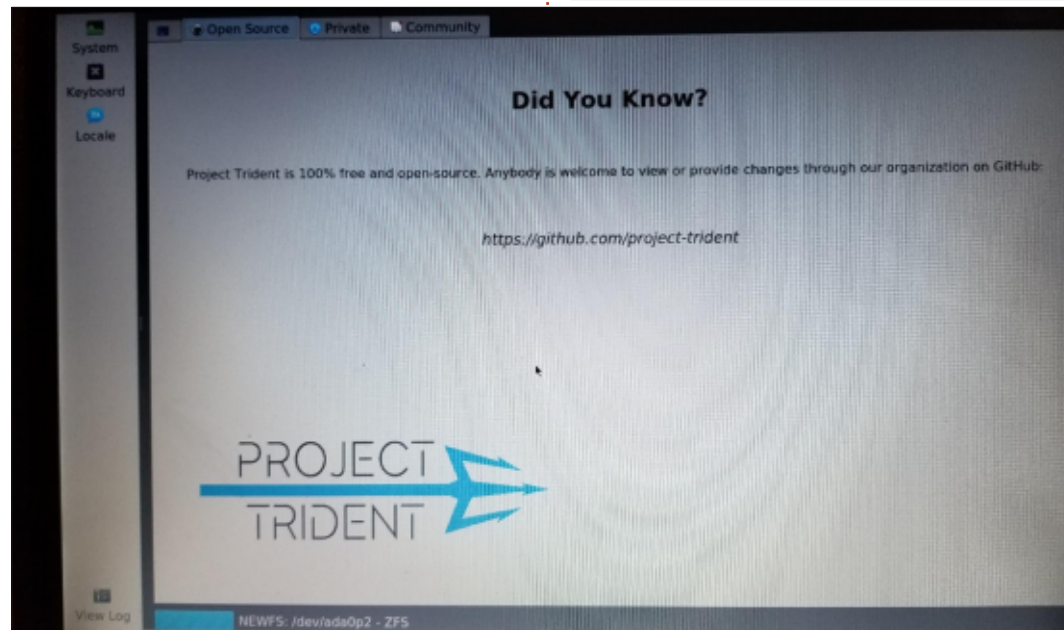 System
Keyboard
Locale
Open Source Private Community
Did You Know?
Project Trident is 100% free and open-source. Anybody is welcome to view or provide changes through our organization on GitHub:
https://github.com/project-trident
PROJECT
TRIDENT
View Log
NEWFS: /dev/ada0p2 - ZFS